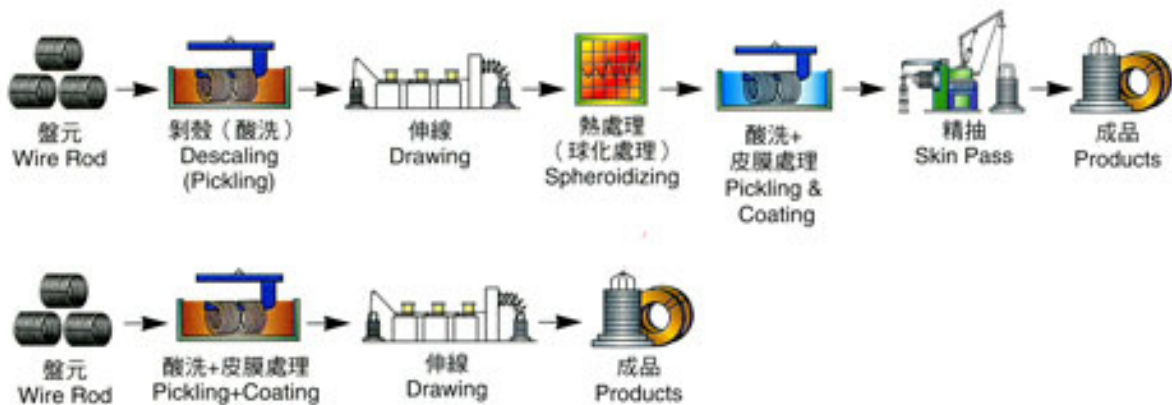 盤元
Wire Rod
剝殼（酸洗）
Descaling
(Pickling)
伸線
Drawing
熱處理
（球化處理）
Spheroidizing
酸洗+
皮膜處理
Pickling &
Coating
精抽
Skin Pass
成品
Products
盤元
Wire Rod
酸洗+皮膜處理
Pickling+Coating
伸線
Drawing
成品
Products